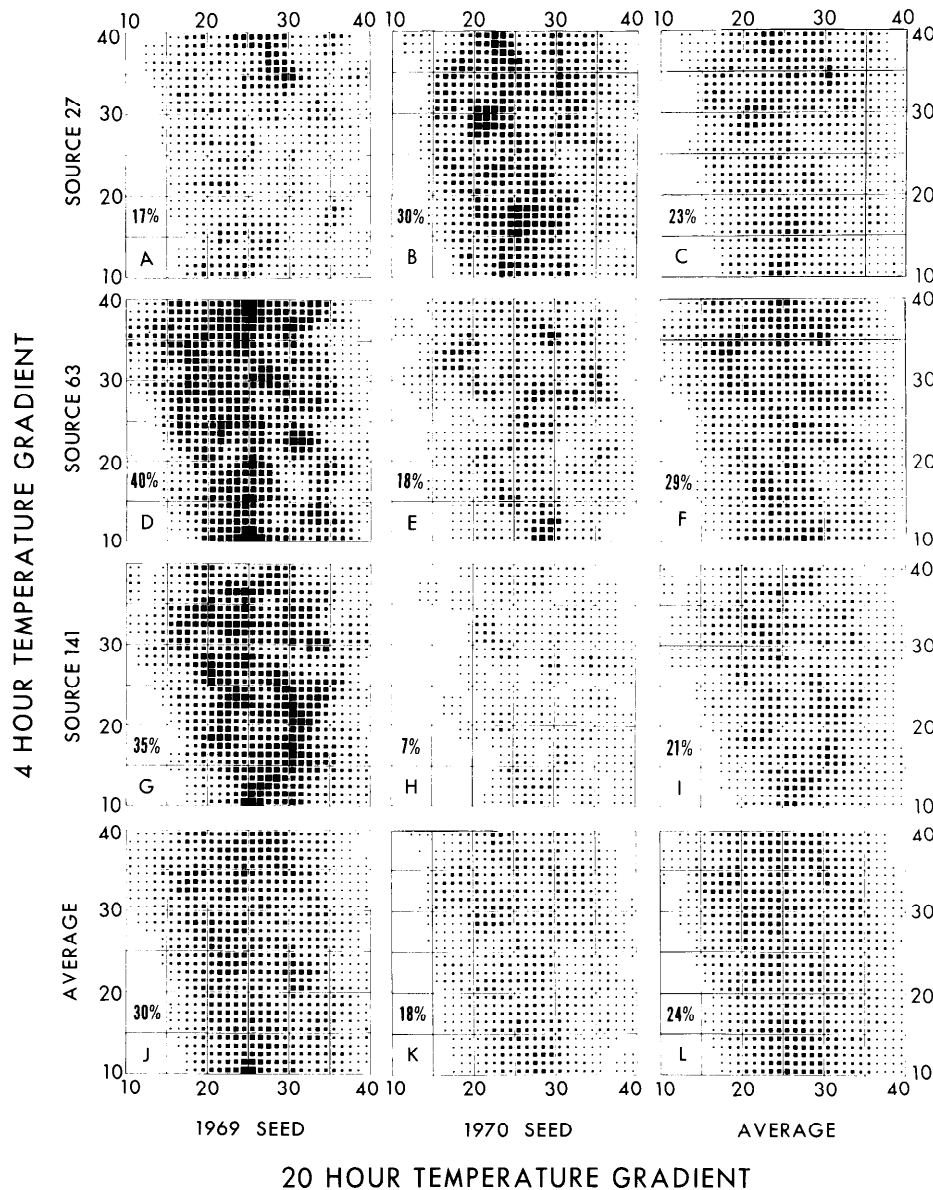 10 20 30 40 10 20 30 40 10 20 30 40
40 40
30 30
20 20
10 10
SOURCE 27
17% 30% 23%
A B C
40 40
30 30
20 20
10 10
SOURCE 63
40% 18% 29%
D E F
40
30 30
20 20
10 10
SOURCE 141
35% 7% 21%
G H I
40 40
30 30
20 20
10 10
AVERAGE
30% 18% 24%
J K L
10 20 30 40 10 20 30 40 20 30 40
1969 SEED 1970 SEED AVERAGE
4 HOUR TEMPERATURE GRADIENT
20 HOUR TEMPERATURE GRADIENT